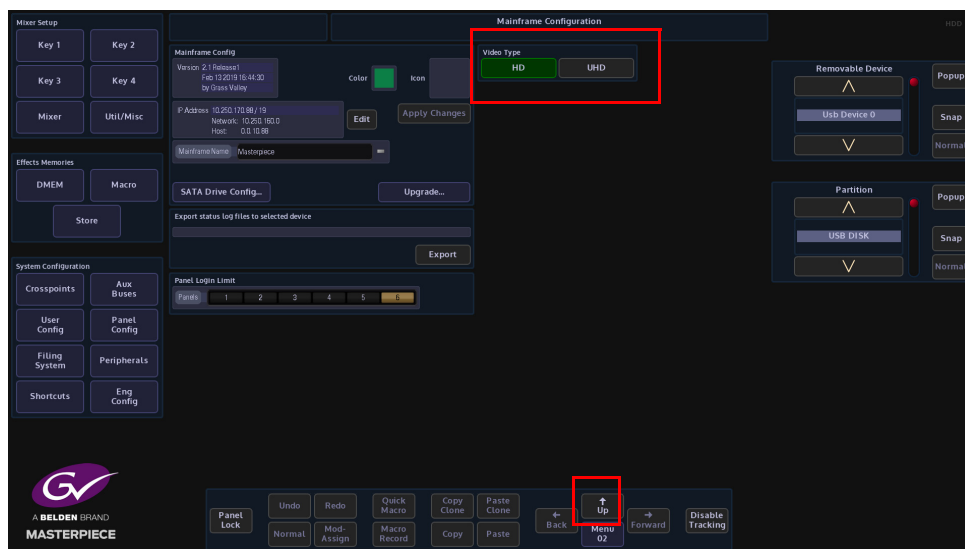 Mixer Setup
Mainframe Configuration
HDD
Key 1
Key 2
Key 3
Key 4
Mixer
Util/Misc
Effects Memories
DMEM
Macro
Store
System Configuration
Crosspoints
Aux
Buses
User
Config
Panel
Config
Filing
System
Peripherals
Shortcuts
Eng
Config
Mainframe Config
Version 2.1 Release1
Feb 13 2019 16:44:30
by Grass Valley
Color
Icon
IP Address 10.250.170.88 / 19
Network: 10.250.160.0
Host: 0.0.10.88
Edit
Apply Changes
Mainframe Name Masterpiece
SATA Drive Config...
Upgrade...
Export status log files to selected device
Export
Panel Login Limit
Panels 1 2 3 4 5 6
Video Type
HD
UHD
Removable Device
Usb Device 0
Popup
Snap
Normal
Partition
USB DISK
Popup
Snap
Normal
GV
A BELDEN BRAND
MASTERPIECE
Panel
Lock
Undo
Redo
Normal
Mod-
Assign
Quick
Macro
Macro
Record
Copy
Clone
Paste
Clone
Copy
Paste
Back
Up
Menu
02
Forward
Disable
Tracking